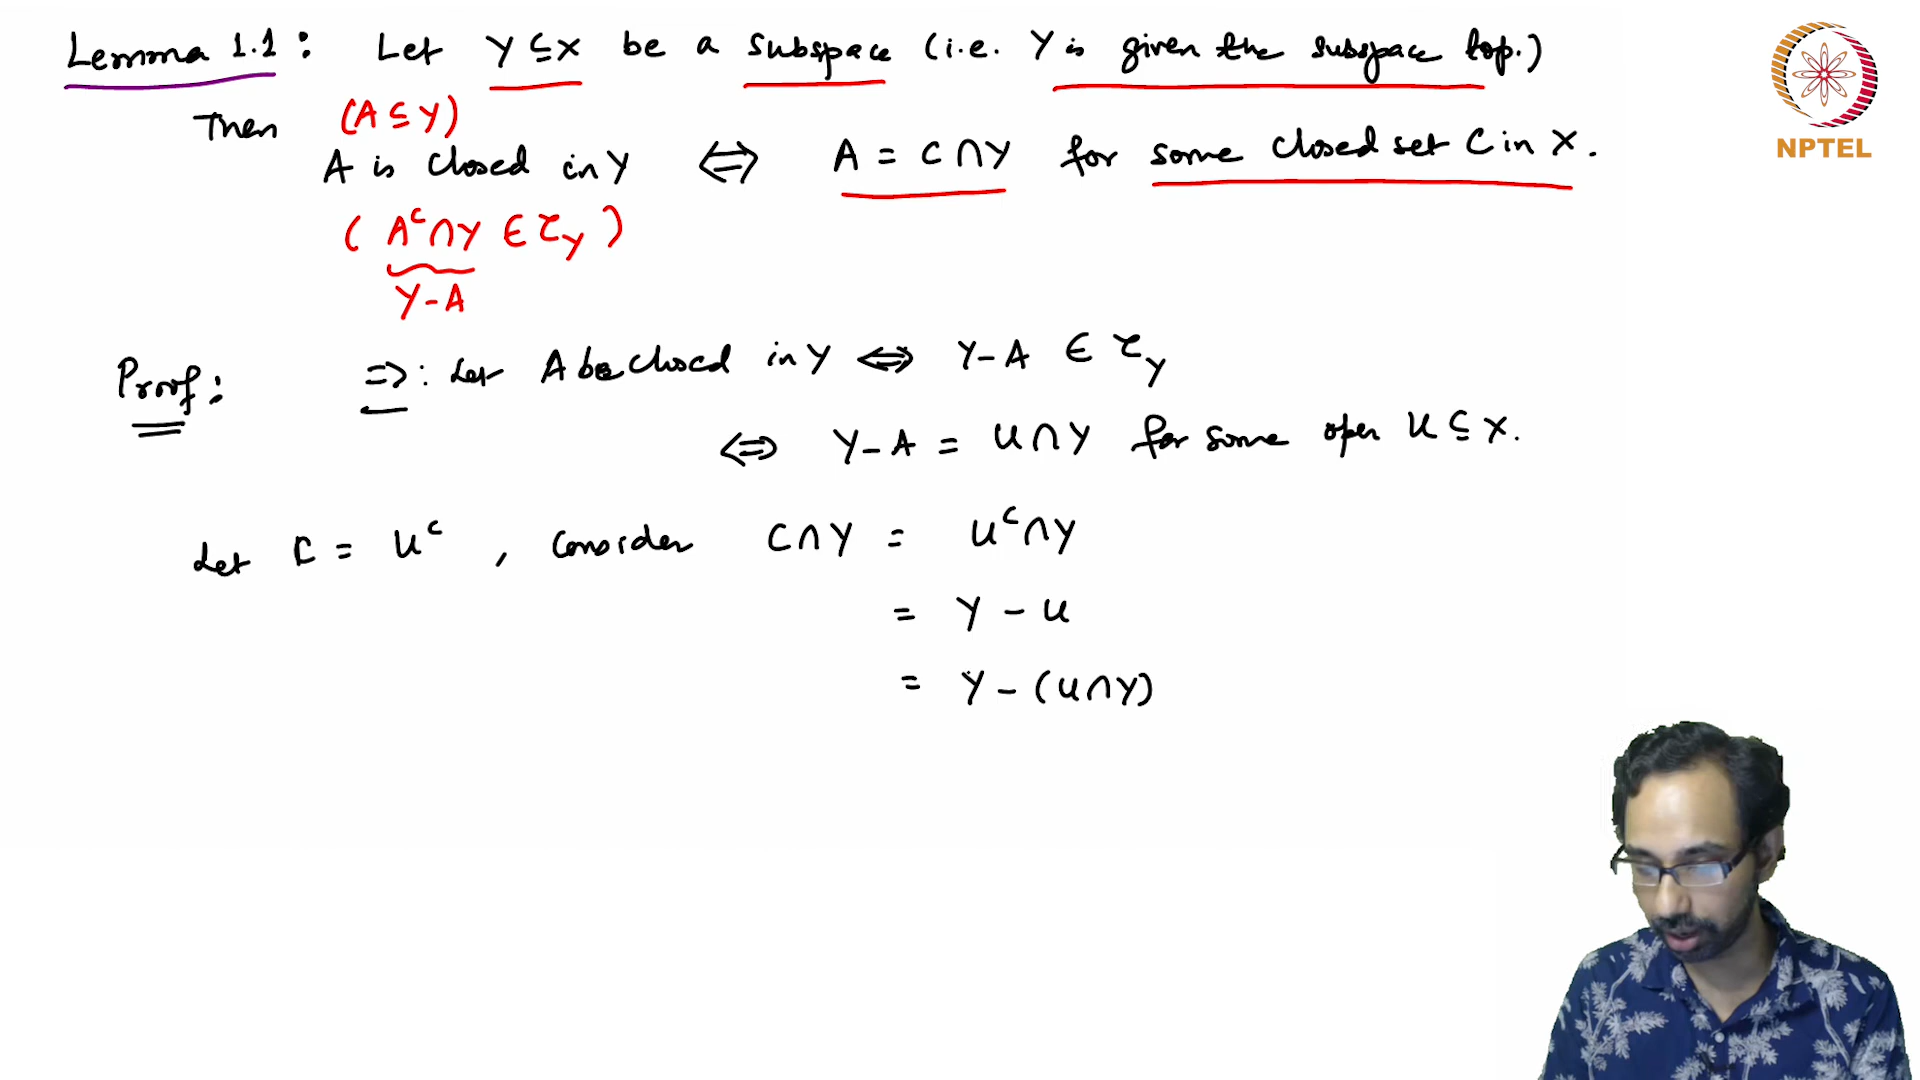 Lemma 1.1 : Let Y ⊆ X be a subspace (i.e. Y is given the subspace top.)
Then (A ⊆ Y)
A is closed in Y ⟺ A = C ∩ Y for some closed set C in X.
( A^c ∩ Y ∈ τ_Y )
Y - A
Proof : ⇒ : Let A be closed in Y ⟺ Y - A ∈ τ_Y
⟺ Y - A = U ∩ Y for some open U ⊆ X.
Let C = U^c , Consider C ∩ Y = U^c ∩ Y
= Y - U
= Y - (U ∩ Y)
NPTEL